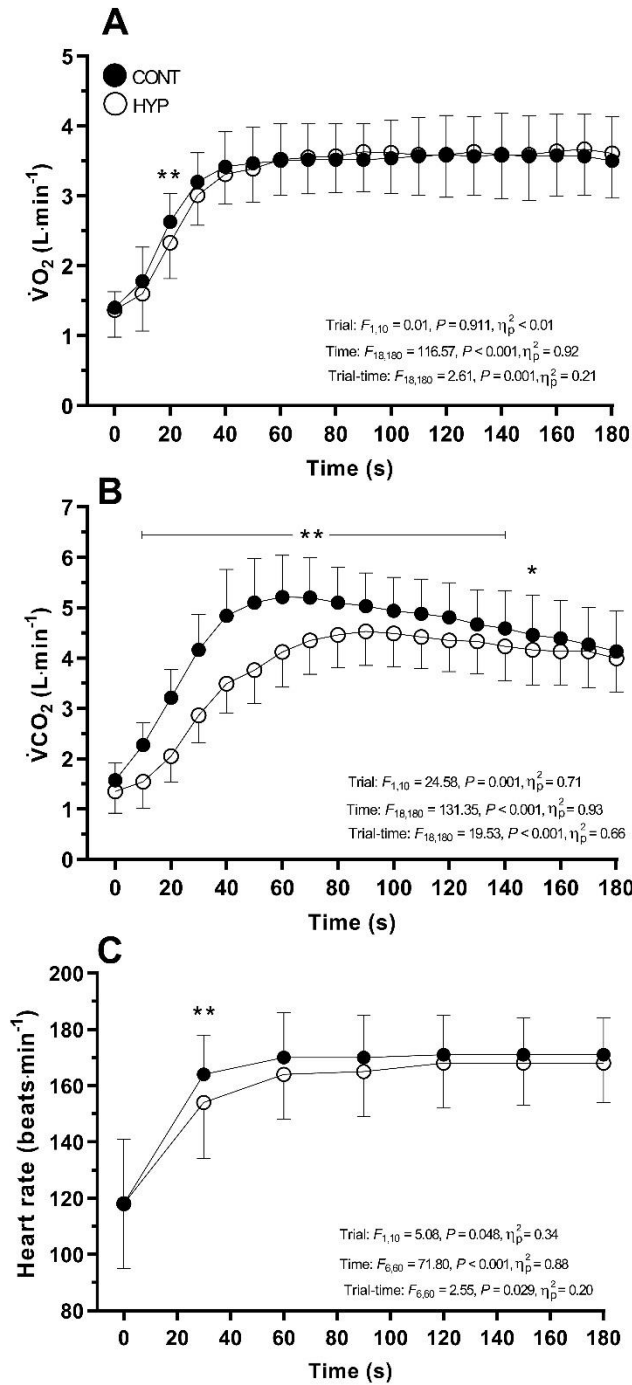 A
CONT
HYP
**
V̇O₂ (L·min⁻¹)
5
4
3
2
1
0
Trial: F₁,₁₀ = 0.01, P = 0.911, ηp² < 0.01
Time: F₁₈,₁₈₀ = 116.57, P < 0.001, ηp² = 0.92
Trial-time: F₁₈,₁₈₀ = 2.61, P = 0.001, ηp² = 0.21
0 20 40 60 80 100 120 140 160 180
Time (s)
B
**
*
V̇CO₂ (L·min⁻¹)
7
6
5
4
3
2
1
0
Trial: F₁,₁₀ = 24.58, P = 0.001, ηp² = 0.71
Time: F₁₈,₁₈₀ = 131.35, P < 0.001, ηp² = 0.93
Trial-time: F₁₈,₁₈₀ = 19.53, P < 0.001, ηp² = 0.66
0 20 40 60 80 100 120 140 160 180
Time (s)
C
**
Heart rate (beats·min⁻¹)
200
180
160
140
120
100
80
Trial: F₁,₁₀ = 5.08, P = 0.048, ηp² = 0.34
Time: F₆,₆₀ = 71.80, P < 0.001, ηp² = 0.88
Trial-time: F₆,₆₀ = 2.55, P = 0.029, ηp² = 0.20
0 20 40 60 80 100 120 140 160 180
Time (s)